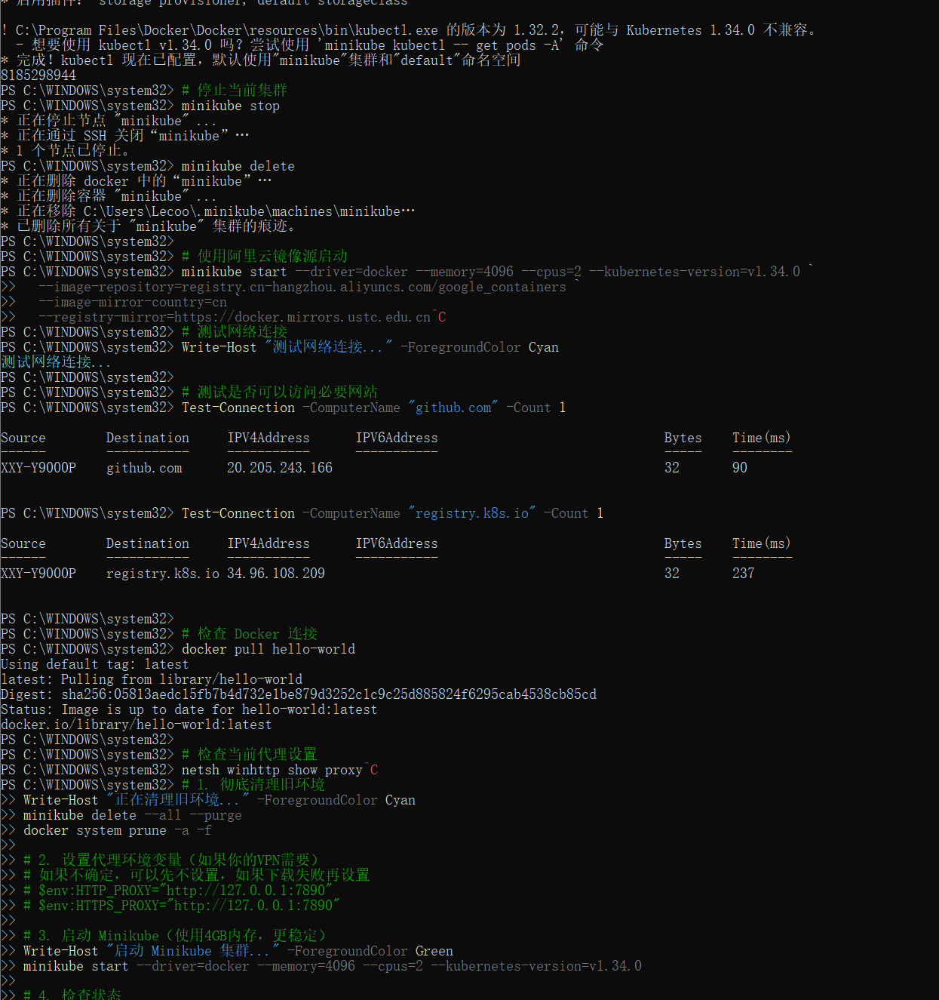 * 启用插件： storage-provisioner, default-storageclass
! C:\Program Files\Docker\Docker\resources\bin\kubectl.exe 的版本为 1.32.2，可能与 Kubernetes 1.34.0 不兼容。
  - 想要使用 kubectl v1.34.0 吗？尝试使用 'minikube kubectl -- get pods -A' 命令
* 完成！kubectl 现在已配置，默认使用"minikube"集群和"default"命名空间
8185298944
PS C:\WINDOWS\system32> # 停止当前集群
PS C:\WINDOWS\system32> minikube stop
* 正在停止节点 "minikube" ...
* 正在通过 SSH 关闭“minikube”…
* 1 个节点已停止。
PS C:\WINDOWS\system32> minikube delete
* 正在删除 docker 中的“minikube”…
* 正在删除容器 "minikube" ...
* 正在移除 C:\Users\Lecoo\.minikube\machines\minikube…
* 已删除所有关于 "minikube" 集群的痕迹。
PS C:\WINDOWS\system32>
PS C:\WINDOWS\system32> # 使用阿里云镜像源启动
PS C:\WINDOWS\system32> minikube start --driver=docker --memory=4096 --cpus=2 --kubernetes-version=v1.34.0 `
>>   --image-repository=registry.cn-hangzhou.aliyuncs.com/google_containers `
>>   --image-mirror-country=cn `
>>   --registry-mirror=https://docker.mirrors.ustc.edu.cn^C
PS C:\WINDOWS\system32> # 测试网络连接
PS C:\WINDOWS\system32> Write-Host "测试网络连接..." -ForegroundColor Cyan
测试网络连接...
PS C:\WINDOWS\system32>
PS C:\WINDOWS\system32> # 测试是否可以访问必要网站
PS C:\WINDOWS\system32> Test-Connection -ComputerName "github.com" -Count 1
Source        Destination     IPV4Address      IPV6Address                              Bytes    Time(ms)
------        -----------     -----------      -----------                              -----    --------
XXY-Y9000P    github.com      20.205.243.166                                            32       90
PS C:\WINDOWS\system32> Test-Connection -ComputerName "registry.k8s.io" -Count 1
Source        Destination     IPV4Address      IPV6Address                              Bytes    Time(ms)
------        -----------     -----------      -----------                              -----    --------
XXY-Y9000P    registry.k8s.io 34.96.108.209                                             32       237
PS C:\WINDOWS\system32>
PS C:\WINDOWS\system32> # 检查 Docker 连接
PS C:\WINDOWS\system32> docker pull hello-world
Using default tag: latest
latest: Pulling from library/hello-world
Digest: sha256:05813aedc15fb7b4d732e1be879d3252c1c9c25d885824f6295cab4538cb85cd
Status: Image is up to date for hello-world:latest
docker.io/library/hello-world:latest
PS C:\WINDOWS\system32>
PS C:\WINDOWS\system32> # 检查当前代理设置
PS C:\WINDOWS\system32> netsh winhttp show proxy^C
PS C:\WINDOWS\system32> # 1. 彻底清理旧环境
>> Write-Host "正在清理旧环境..." -ForegroundColor Cyan
>> minikube delete --all --purge
>> docker system prune -a -f
>>
>> # 2. 设置代理环境变量（如果你的VPN需要）
>> # 如果不确定，可以先不设置，如果下载失败再设置
>> # $env:HTTP_PROXY="http://127.0.0.1:7890"
>> # $env:HTTPS_PROXY="http://127.0.0.1:7890"
>>
>> # 3. 启动 Minikube（使用4GB内存，更稳定）
>> Write-Host "启动 Minikube 集群..." -ForegroundColor Green
>> minikube start --driver=docker --memory=4096 --cpus=2 --kubernetes-version=v1.34.0
>>
>> # 4. 检查状态